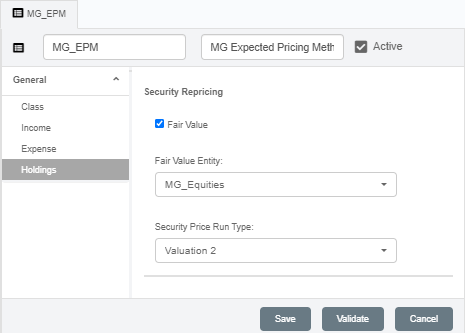 MG_EPM
MG_EPM
MG Expected Pricing Meth
Active
General
Class
Income
Expense
Holdings
Security Repricing
Fair Value
Fair Value Entity:
MG_Equities
Security Price Run Type:
Valuation 2
Save
Validate
Cancel